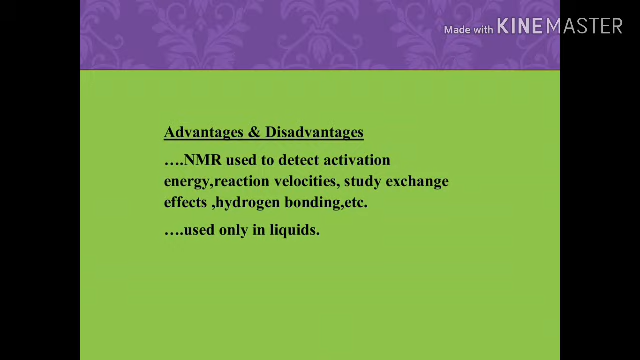 Made with KINEMASTER
Advantages & Disadvantages
….NMR used to detect activation
energy,reaction velocities, study exchange
effects ,hydrogen bonding,etc.
….used only in liquids.